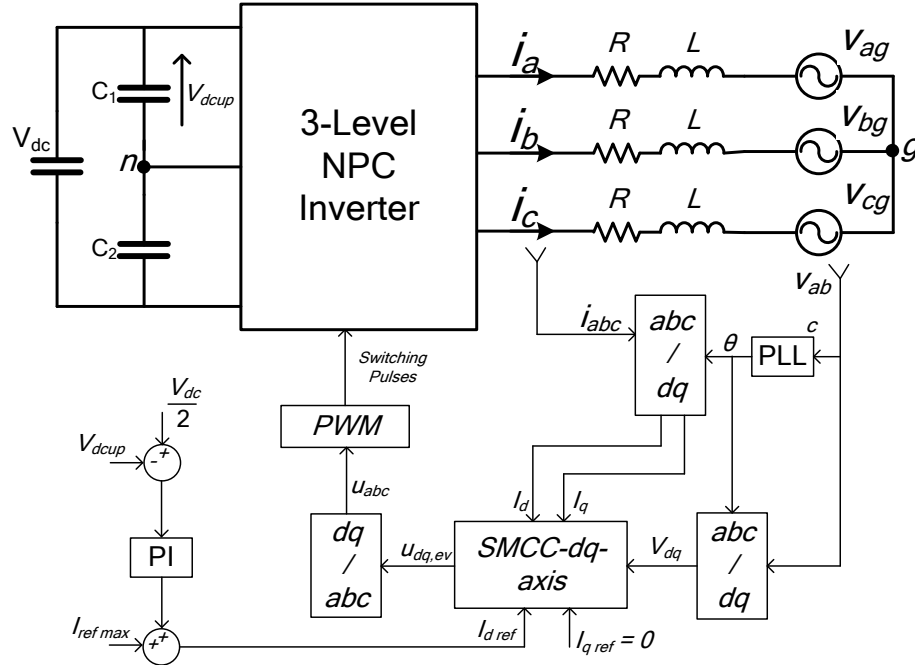 i_a R L V_ag
C_1 V_dcup
V_dc n 3-Level NPC Inverter i_b R L V_bg g
C_2 i_c R L V_cg
v_ab
i_abc abc / dq θ PLL c
Switching Pulses
V_dc/2
V_dcup - + PWM
u_abc I_d I_q
PI dq / abc u_dq,ev SMCC-dq-axis V_dq abc / dq
I_ref max + + I_d ref I_q ref = 0